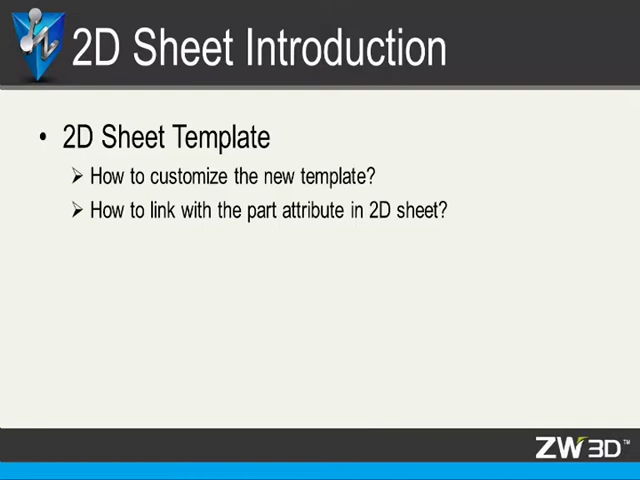 2D Sheet Introduction
• 2D Sheet Template
➢ How to customize the new template?
➢ How to link with the part attribute in 2D sheet?
ZW3D™